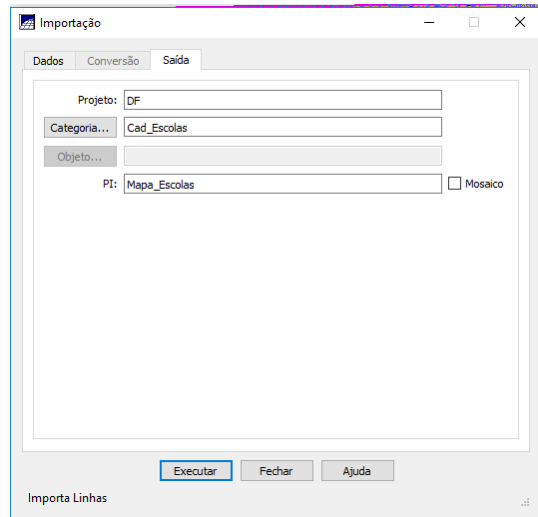 Importação
Dados Conversão Saída
Projeto: DF
Categoria... Cad_Escolas
Objeto...
PI: Mapa_Escolas Mosaico
Executar Fechar Ajuda
Importa Linhas